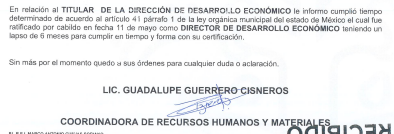 En relación al TITULAR DE LA DIRECCIÓN DE DESARROLLO ECONÓMICO le informo cumplió tiempo
determinado de acuerdo al articulo 41 párrafo 1 de la ley orgánica municipal del estado de México el cual fue
ratificado por cabildo en fecha 11 de mayo como DIRECTOR DE DESARROLLO ECONÓMICO teniendo un
lapso de 6 meses para cumplir en tiempo y forma con su certificación.
Sin más por el momento quedo a sus órdenes para cualquier duda o aclaración.
LIC. GUADALUPE GUERRERO CISNEROS
COORDINADORA DE RECURSOS HUMANOS Y MATERIALES
RECIBIDO